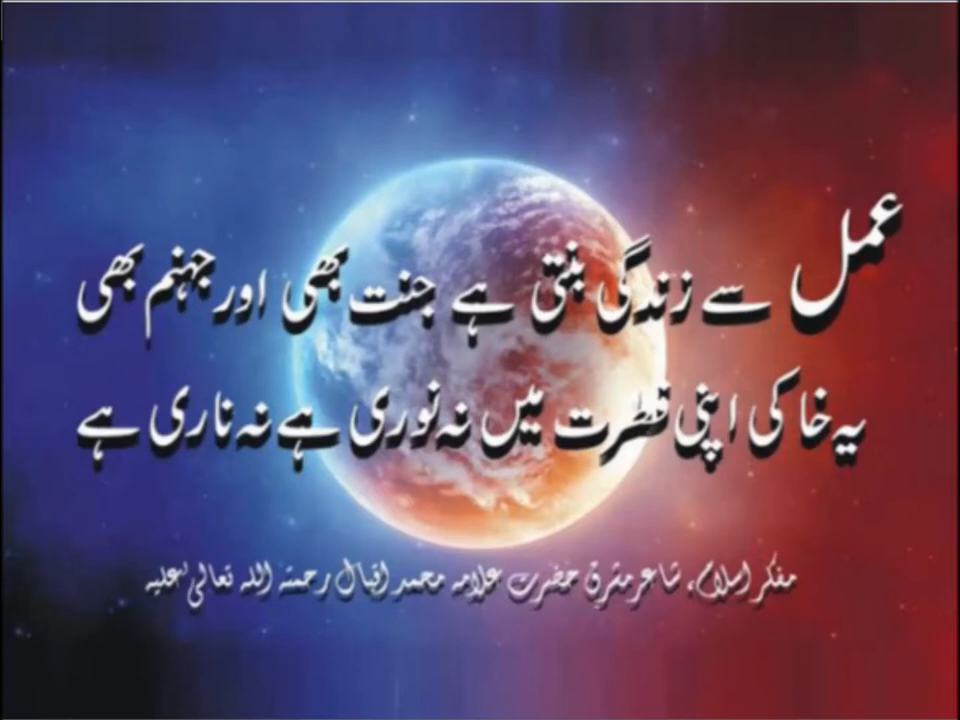 عمل سے زندگی بنتی ہے جنت بھی اور جہنم بھی
یہ خاکی اپنی فطرت میں نہ نوری ہے نہ ناری ہے
مفکر اسلام، شاعر مشرق حضرت علامہ محمد اقبال رحمتہ اللہ تعالیٰ علیہ